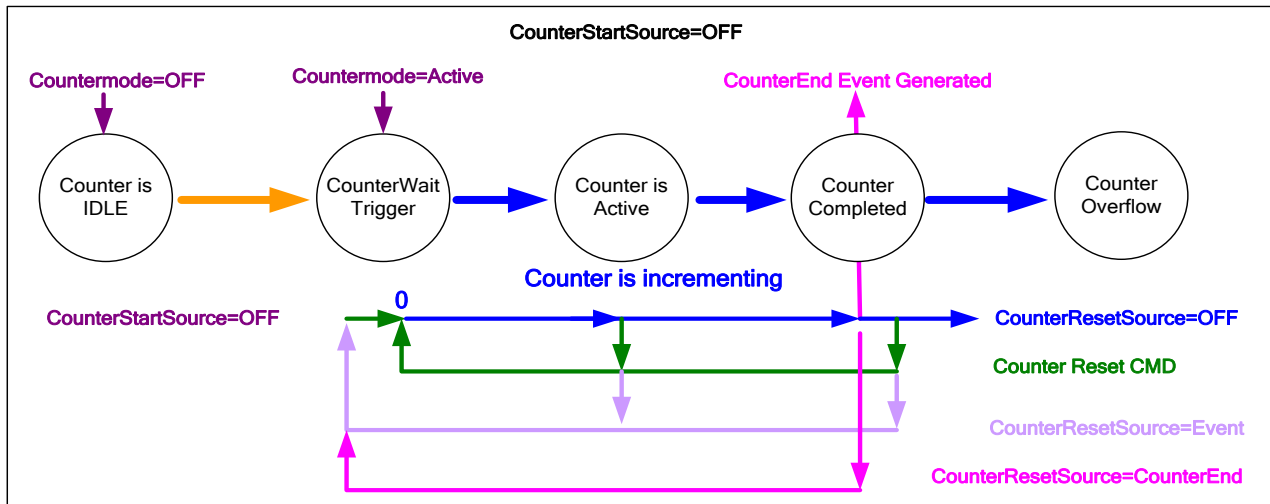 CounterStartSource=OFF
Countermode=OFF
Countermode=Active
CounterEnd Event Generated
Counter is
IDLE
CounterWait
Trigger
Counter is
Active
Counter
Completed
Counter
Overflow
Counter is incrementing
0
CounterStartSource=OFF
CounterResetSource=OFF
Counter Reset CMD
CounterResetSource=Event
CounterResetSource=CounterEnd